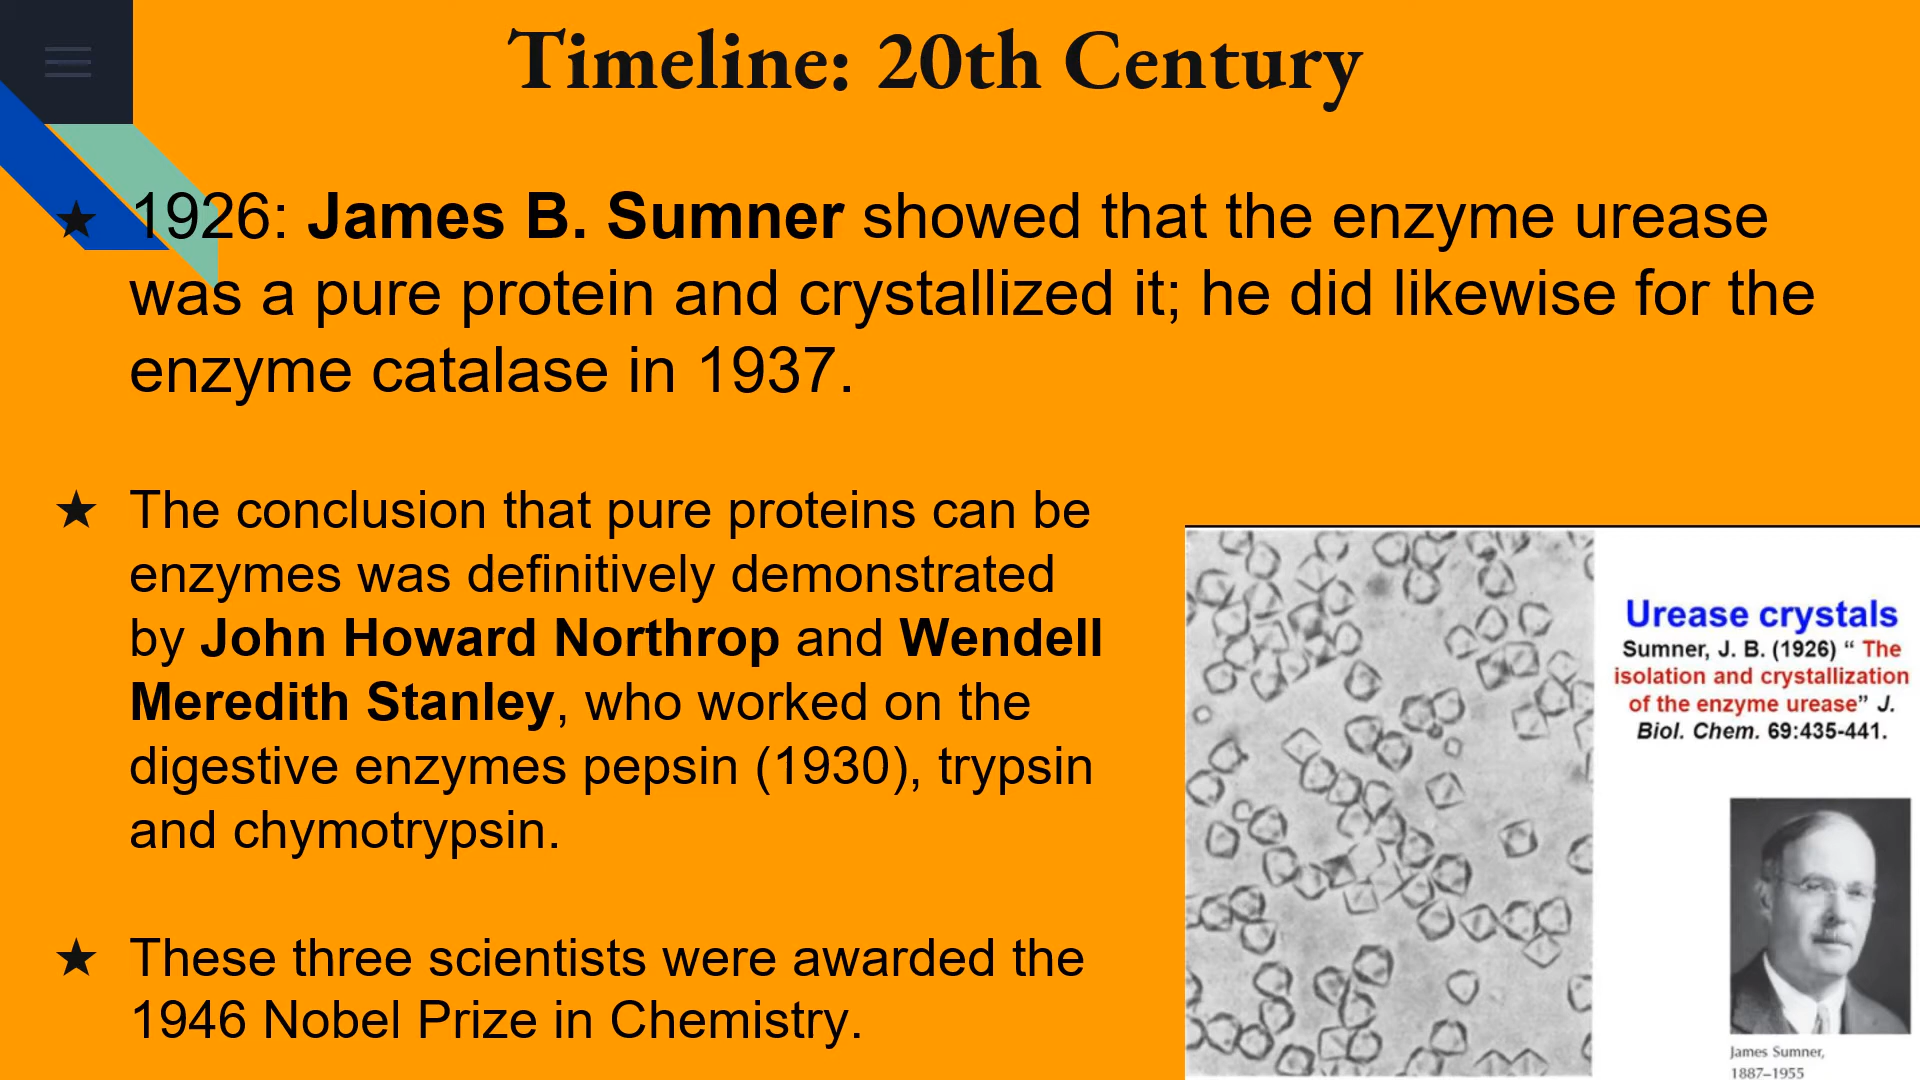 Timeline: 20th Century
★ 1926: James B. Sumner showed that the enzyme urease
was a pure protein and crystallized it; he did likewise for the
enzyme catalase in 1937.
★ The conclusion that pure proteins can be
enzymes was definitively demonstrated
by John Howard Northrop and Wendell
Meredith Stanley, who worked on the
digestive enzymes pepsin (1930), trypsin
and chymotrypsin.
★ These three scientists were awarded the
1946 Nobel Prize in Chemistry.
Urease crystals
Sumner, J. B. (1926) “ The
isolation and crystallization
of the enzyme urease” J.
Biol. Chem. 69:435-441.
James Sumner,
1887–1955